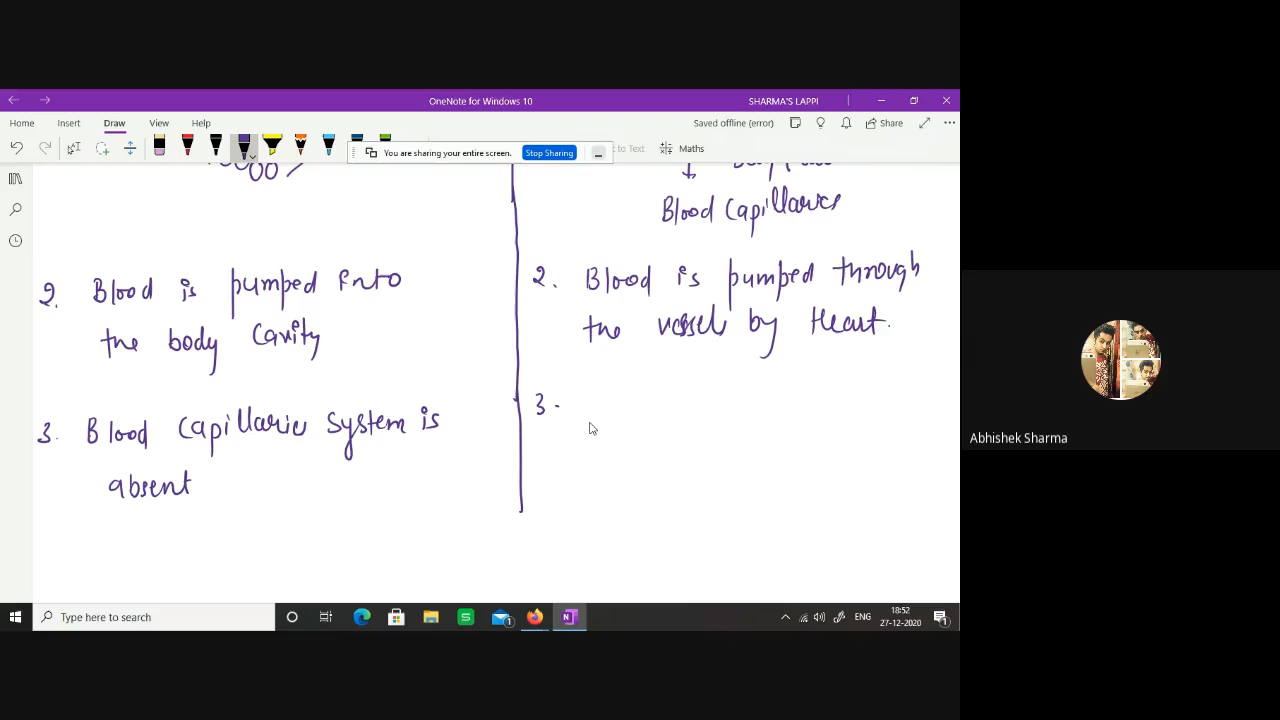 OneNote for Windows 10
SHARMA'S LAPPI
Home Insert Draw View Help
Saved offline (error)
Share
You are sharing your entire screen.
Stop Sharing
to Text
Maths
Blood Capillaries
2. Blood is pumped into
the body Cavity
2. Blood is pumped through
the vessels by Heart.
3. Blood Capillaries System is
absent
3.
Abhishek Sharma
Type here to search
ENG
18:52
27-12-2020